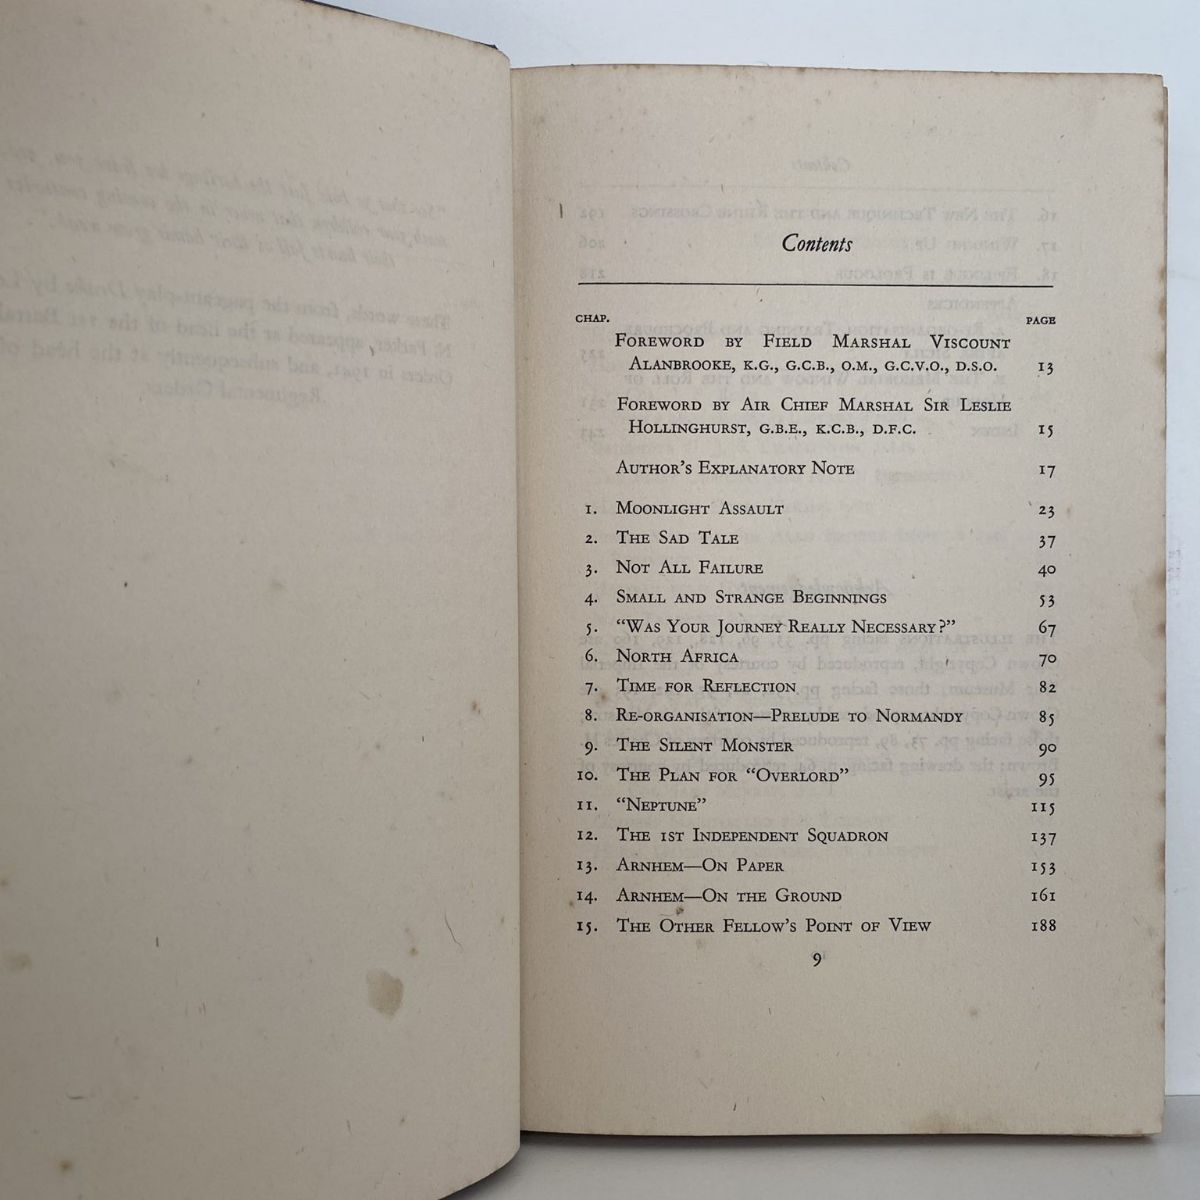 Contents
CHAP. PAGE
FOREWORD BY FIELD MARSHAL VISCOUNT
ALANBROOKE, K.G., G.C.B., O.M., G.C.V.O., D.S.O. 13
FOREWORD BY AIR CHIEF MARSHAL SIR LESLIE
HOLLINGHURST, G.B.E., K.C.B., D.F.C. 15
AUTHOR'S EXPLANATORY NOTE 17
1. MOONLIGHT ASSAULT 23
2. THE SAD TALE 37
3. NOT ALL FAILURE 40
4. SMALL AND STRANGE BEGINNINGS 53
5. "WAS YOUR JOURNEY REALLY NECESSARY?" 67
6. NORTH AFRICA 70
7. TIME FOR REFLECTION 82
8. RE-ORGANISATION—PRELUDE TO NORMANDY 85
9. THE SILENT MONSTER 90
10. THE PLAN FOR "OVERLORD" 95
11. "NEPTUNE" 115
12. THE 1ST INDEPENDENT SQUADRON 137
13. ARNHEM—ON PAPER 153
14. ARNHEM—ON THE GROUND 161
15. THE OTHER FELLOW'S POINT OF VIEW 188
9